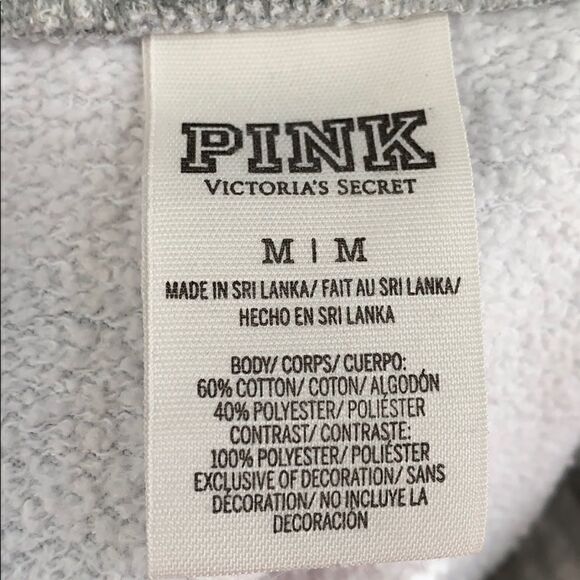 PINK
VICTORIA'S SECRET
M | M
MADE IN SRI LANKA/ FAIT AU SRI LANKA/
HECHO EN SRI LANKA
BODY/ CORPS/ CUERPO:
60% COTTON/ COTON/ ALGODÓN
40% POLYESTER/ POLIÉSTER
CONTRAST/ CONTRASTE:
100% POLYESTER/ POLIÉSTER
EXCLUSIVE OF DECORATION/ SANS
DÉCORATION/ NO INCLUYE LA
DECORACIÓN